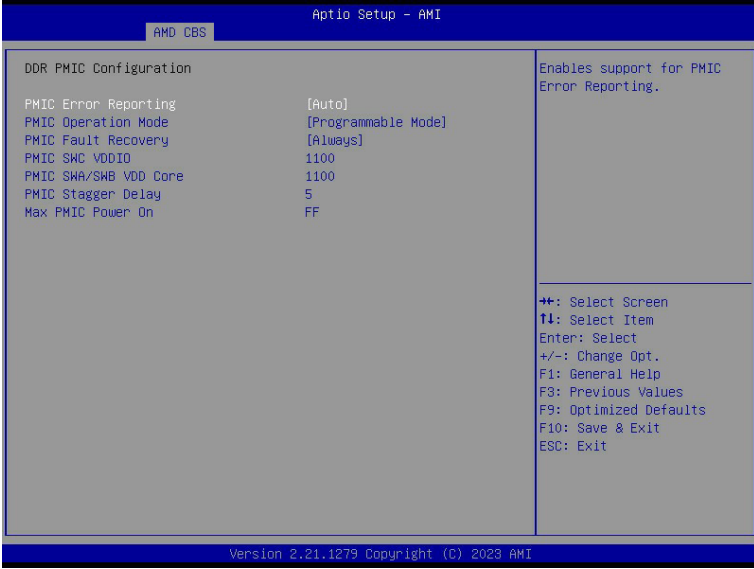 Aptio Setup - AMI
AMD CBS
DDR PMIC Configuration
PMIC Error Reporting [Auto]
PMIC Operation Mode [Programmable Mode]
PMIC Fault Recovery [Always]
PMIC SWC VDDIO 1100
PMIC SWA/SWB VDD Core 1100
PMIC Stagger Delay 5
Max PMIC Power On FF
Enables support for PMIC
Error Reporting.
→←: Select Screen
↑↓: Select Item
Enter: Select
+/-: Change Opt.
F1: General Help
F3: Previous Values
F9: Optimized Defaults
F10: Save & Exit
ESC: Exit
Version 2.21.1279 Copyright (C) 2023 AMI